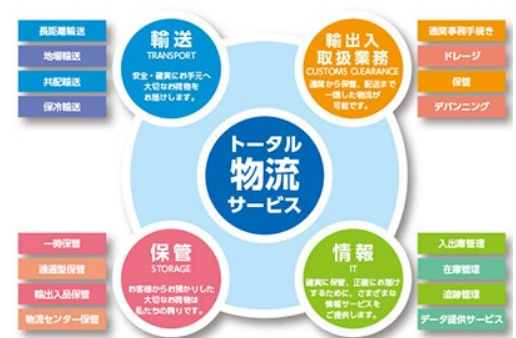 長距離輸送
地場輸送
共配輸送
保冷輸送
輸送
TRANSPORT
安全・確実にお手元へ
大切なお荷物を
お届けします。
輸出入
取扱業務
CUSTOMS CLEARANCE
通関から保管、配送まで
一環した物流が
可能です。
通関事務手続き
ドレージ
保管
デバンニング
トータル
物流
サービス
一時保管
通過型保管
輸出入品保管
物流センター保管
保管
STORAGE
お客様からお預かりした
大切なお荷物は
私たちの誇りです。
情報
IT
確実に保管、正確にお届け
するために、さまざまな
情報サービスを
ご提供します。
入出庫管理
在庫管理
追跡管理
データ提供サービス